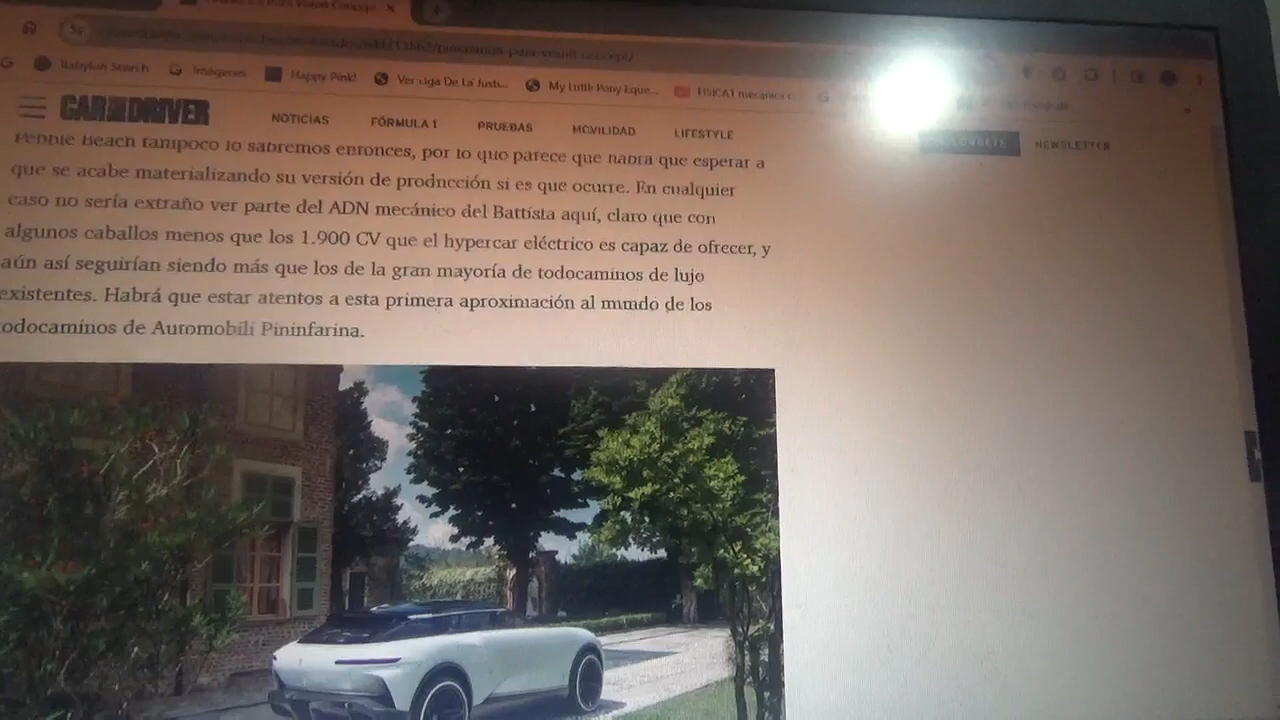 Babylon Search
Imágenes
Happy Pink!
Ver Liga De La Justi...
My Little Pony Eque...
CAR AND DRIVER
NOTICIAS
FÓRMULA 1
PRUEBAS
MOVILIDAD
LIFESTYLE
NEWSLETTER
Pebble Beach tampoco lo sabremos entonces, por lo que parece que habrá que esperar a
que se acabe materializando su versión de producción si es que ocurre. En cualquier
caso no sería extraño ver parte del ADN mecánico del Battista aquí, claro que con
algunos caballos menos que los 1.900 CV que el hypercar eléctrico es capaz de ofrecer, y
aún así seguirían siendo más que los de la gran mayoría de todocaminos de lujo
existentes. Habrá que estar atentos a esta primera aproximación al mundo de los
todocaminos de Automobili Pininfarina.